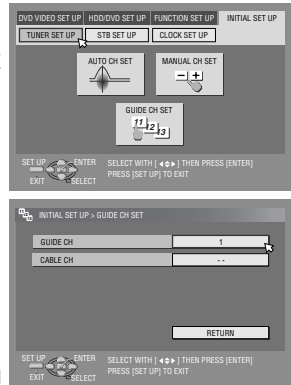 DVD VIDEO SET UP HDD/DVD SET UP FUNCTION SET UP INITIAL SET UP
TUNER SET UP STB SET UP CLOCK SET UP
AUTO CH SET MANUAL CH SET
GUIDE CH SET
11 12 13
SET UP ENTER SELECT WITH [ ] THEN PRESS [ENTER]
EXIT SELECT PRESS [SET UP] TO EXIT
INITIAL SET UP > GUIDE CH SET
GUIDE CH 1
CABLE CH - -
RETURN
SET UP ENTER SELECT WITH [ ] THEN PRESS [ENTER]
EXIT SELECT PRESS [SET UP] TO EXIT